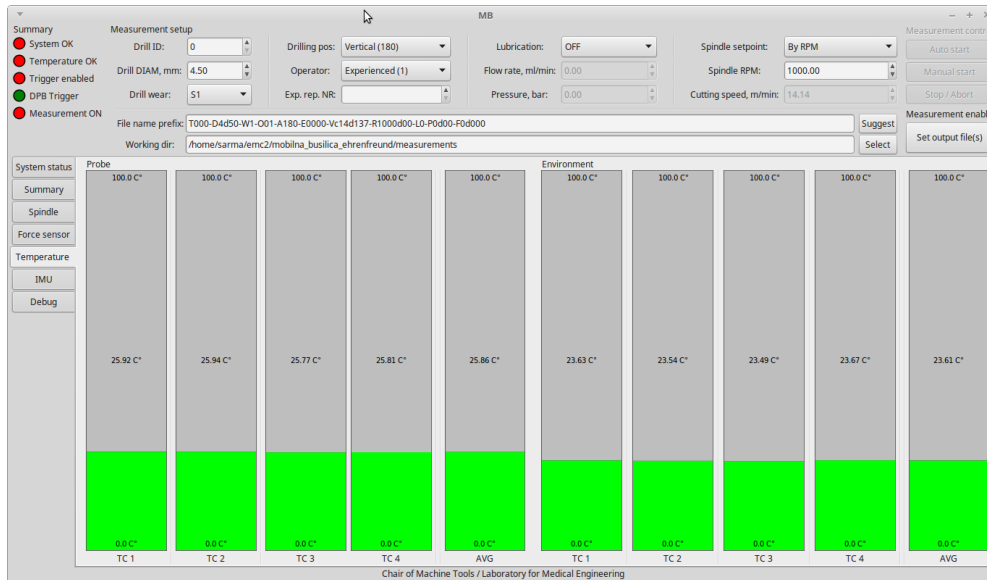 MB
Summary
Measurement setup
Measurement contr
System OK
Drill ID: 0
Drilling pos: Vertical (180)
Lubrication: OFF
Spindle setpoint: By RPM
Auto start
Temperature OK
Trigger enabled
Drill DIAM, mm: 4.50
Operator: Experienced (1)
Flow rate, ml/min: 0.00
Spindle RPM: 1000.00
Manual start
DPB Trigger
Drill wear: S1
Exp. rep. NR:
Pressure, bar: 0.00
Cutting speed, m/min: 14.14
Stop / Abort
Measurement ON
Measurement enabl
File name prefix: T000-D4d50-W1-O01-A180-E0000-Vc14d137-R1000d00-L0-P0d00-F0d000
Suggest
Set output file(s)
Working dir: /home/sarma/emc2/mobilna_busilica_ehrenfreund/measurements
Select
System status
Summary
Spindle
Force sensor
Temperature
IMU
Debug
Probe
Environment
100.0 C° 100.0 C° 100.0 C° 100.0 C° 100.0 C° 100.0 C° 100.0 C° 100.0 C° 100.0 C° 100.0 C°
25.92 C° 25.94 C° 25.77 C° 25.81 C° 25.86 C° 23.63 C° 23.54 C° 23.49 C° 23.67 C° 23.61 C°
0.0 C° 0.0 C° 0.0 C° 0.0 C° 0.0 C° 0.0 C° 0.0 C° 0.0 C° 0.0 C° 0.0 C°
TC 1 TC 2 TC 3 TC 4 AVG TC 1 TC 2 TC 3 TC 4 AVG
Chair of Machine Tools / Laboratory for Medical Engineering